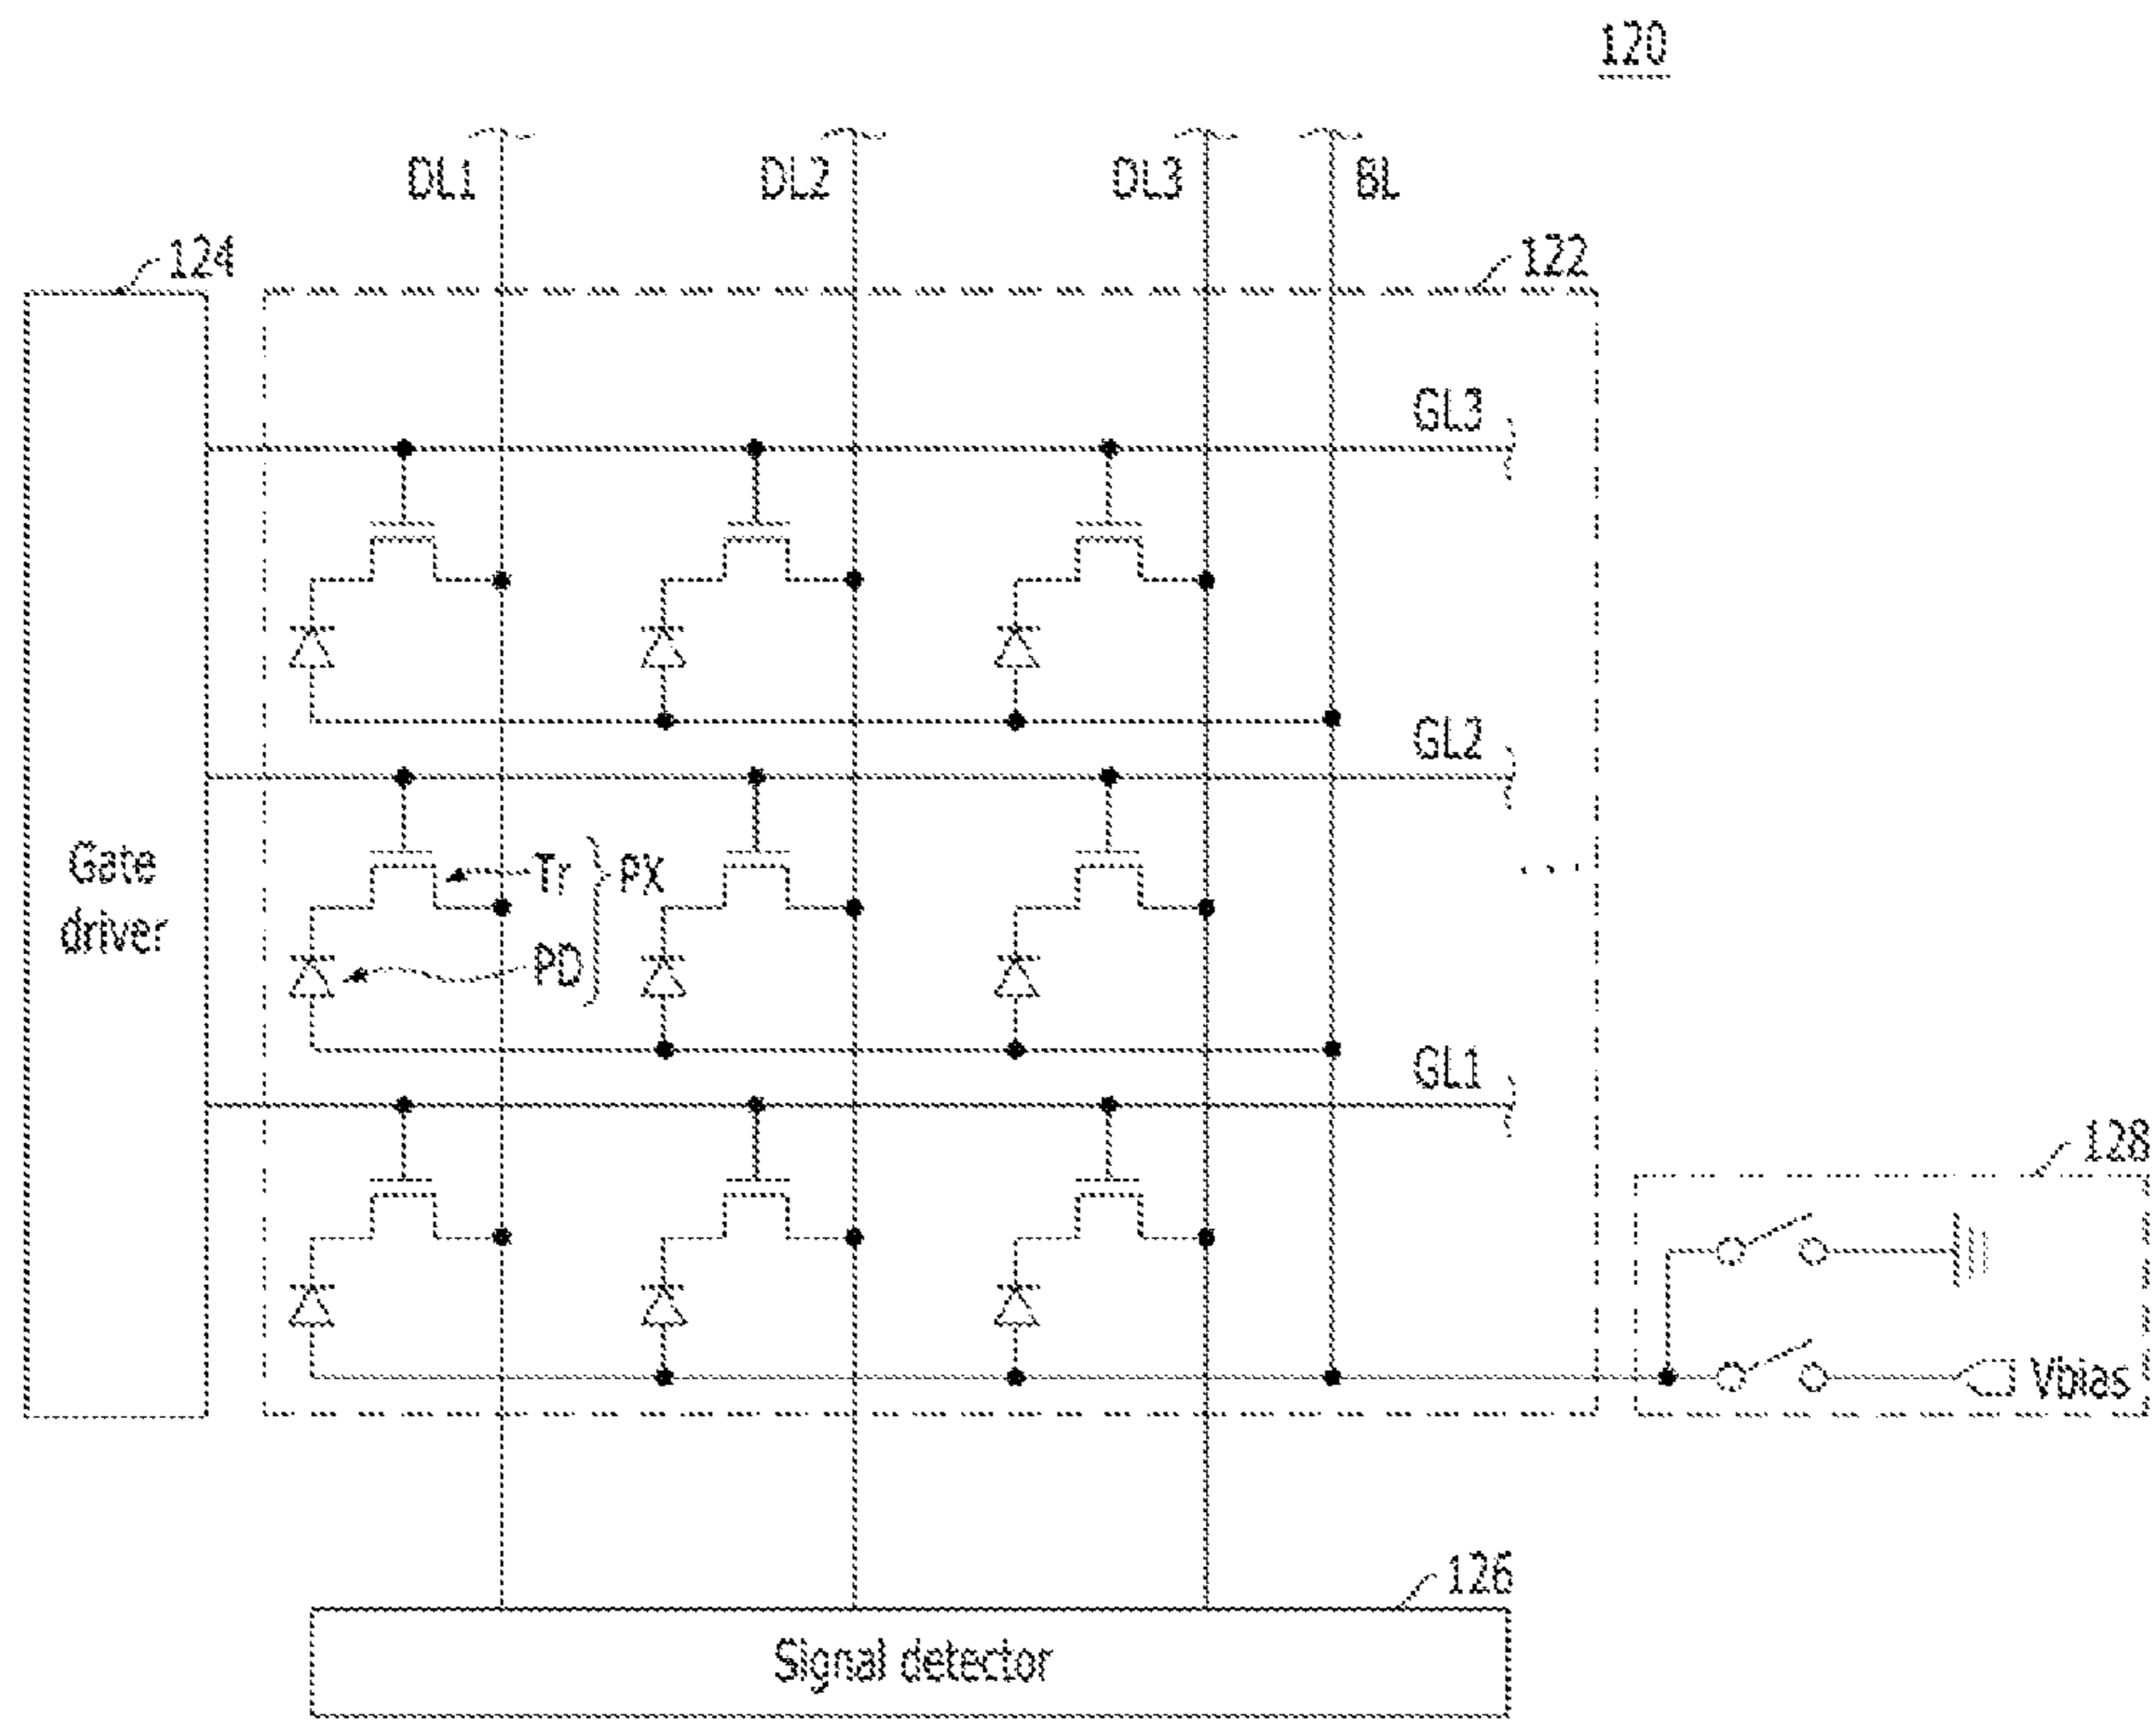 120
DL1
DL2
DL3
BL
124
122
GL3
GL2
Gate
driver
Tr
PX
PD
GL1
128
Vbias
126
Signal detector